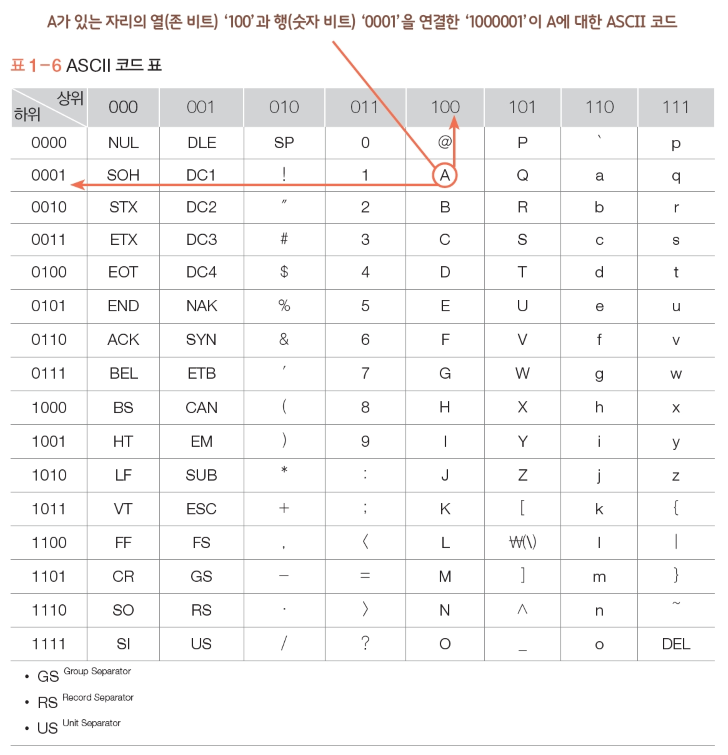 A가 있는 자리의 열(존 비트) ‘100’과 행(숫자 비트) ‘0001’을 연결한 ‘1000001’이 A에 대한 ASCII 코드
표 1-6 ASCII 코드 표
상위
하위 000 001 010 011 100 101 110 111
0000 NUL DLE SP 0 @ P ` p
0001 SOH DC1 ! 1 A Q a q
0010 STX DC2 ″ 2 B R b r
0011 ETX DC3 # 3 C S c s
0100 EOT DC4 $ 4 D T d t
0101 END NAK % 5 E U e u
0110 ACK SYN & 6 F V f v
0111 BEL ETB ′ 7 G W g w
1000 BS CAN ( 8 H X h x
1001 HT EM ) 9 I Y i y
1010 LF SUB * : J Z j z
1011 VT ESC + ; K [ k {
1100 FF FS , 〈 L ₩(\) l |
1101 CR GS − = M ] m }
1110 SO RS · 〉 N ^ n ~
1111 SI US / ? O _ o DEL
• GS Group Separator
• RS Record Separator
• US Unit Separator